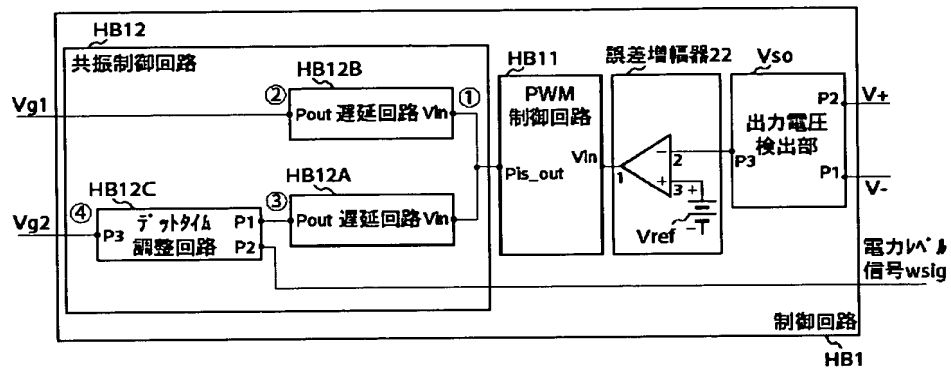 HB12
共振制御回路
HB12B
②
①
Vg1
Pout 遅延回路 Vin
HB12A
③
Pout 遅延回路 Vin
HB12C
④
Vg2
P3
デットタイム
調整回路
P1
P2
HB11
PWM
制御回路
Vin
Pis_out
誤差増幅器22
1
2
3
−
+
+
−
Vref
Vso
出力電圧
検出部
P2
P3
P1
V+
V-
電力レベル
信号wsig
制御回路
HB1